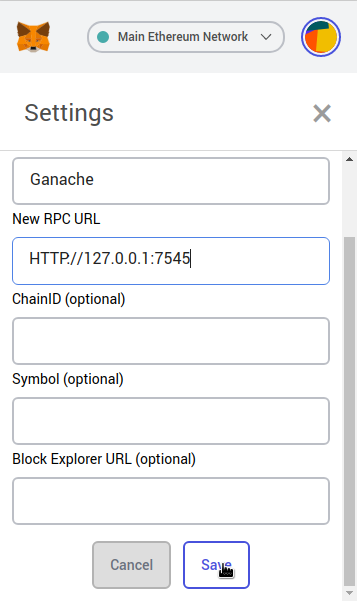 Main Ethereum Network
Settings
Ganache
New RPC URL
HTTP://127.0.0.1:7545
ChainID (optional)
Symbol (optional)
Block Explorer URL (optional)
Cancel
Save